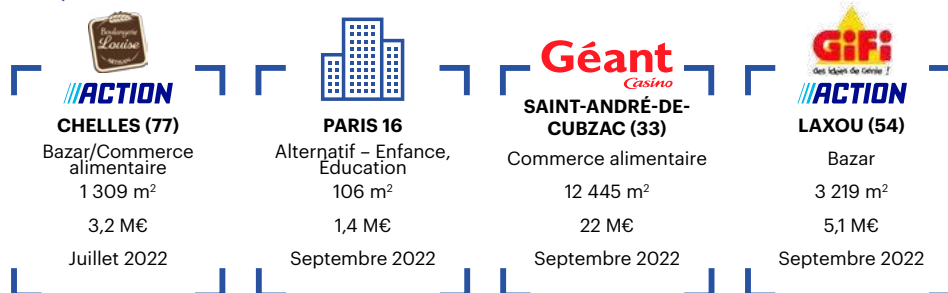 Boulangerie
Louise
ACTION
CHELLES (77)
Bazar/Commerce
alimentaire
1 309 m²
3,2 M€
Juillet 2022
PARIS 16
Alternatif – Enfance,
Éducation
106 m²
1,4 M€
Septembre 2022
Géant
Casino
SAINT-ANDRÉ-DE-
CUBZAC (33)
Commerce alimentaire
12 445 m²
22 M€
Septembre 2022
GiFi
des idées de Génie !
ACTION
LAXOU (54)
Bazar
3 219 m²
5,1 M€
Septembre 2022